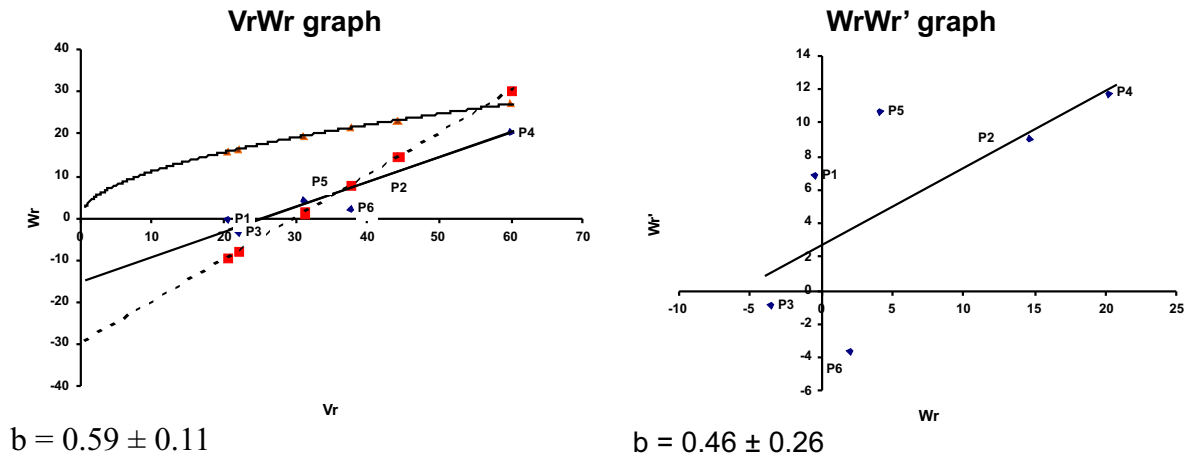 VrWr graph
40
30
20
10
0
-10
-20
-30
-40
0 10 20 30 40 50 60 70
Wr
Vr
P1
P3
P5
P6
P2
P4
b = 0.59 ± 0.11
WrWr’ graph
14
12
10
8
6
4
2
0
-2
-4
-6
-10 -5 0 5 10 15 20 25
Wr'
Wr
P5
P4
P2
P1
P3
P6
b = 0.46 ± 0.26